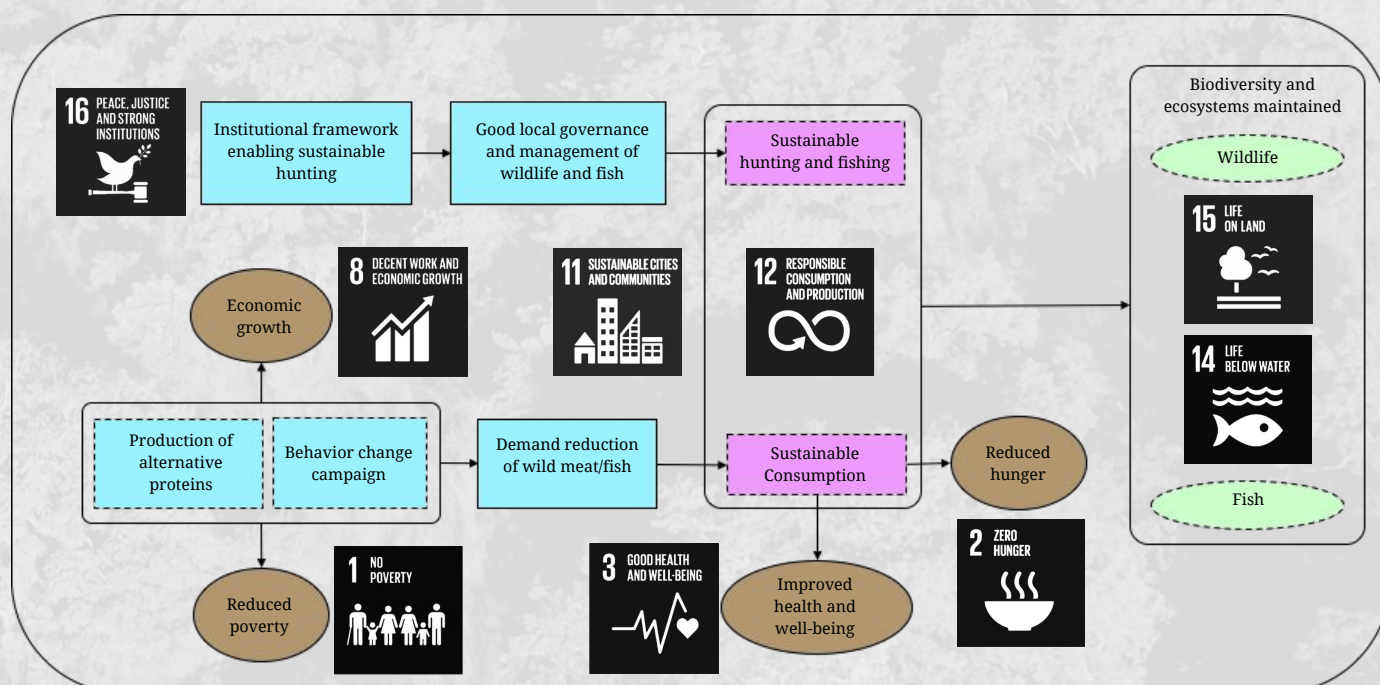 16 PEACE, JUSTICE
AND STRONG
INSTITUTIONS
Institutional framework
enabling sustainable
hunting
Good local governance
and management of
wildlife and fish
Sustainable
hunting and fishing
Biodiversity and
ecosystems maintained
Wildlife
15 LIFE
ON LAND
14 LIFE
BELOW WATER
Fish
Economic
growth
8 DECENT WORK AND
ECONOMIC GROWTH
11 SUSTAINABLE CITIES
AND COMMUNITIES
12 RESPONSIBLE
CONSUMPTION
AND PRODUCTION
Production of
alternative
proteins
Behavior change
campaign
Demand reduction
of wild meat/fish
Sustainable
Consumption
Reduced
hunger
Reduced
poverty
1 NO
POVERTY
3 GOOD HEALTH
AND WELL-BEING
Improved
health and
well-being
2 ZERO
HUNGER